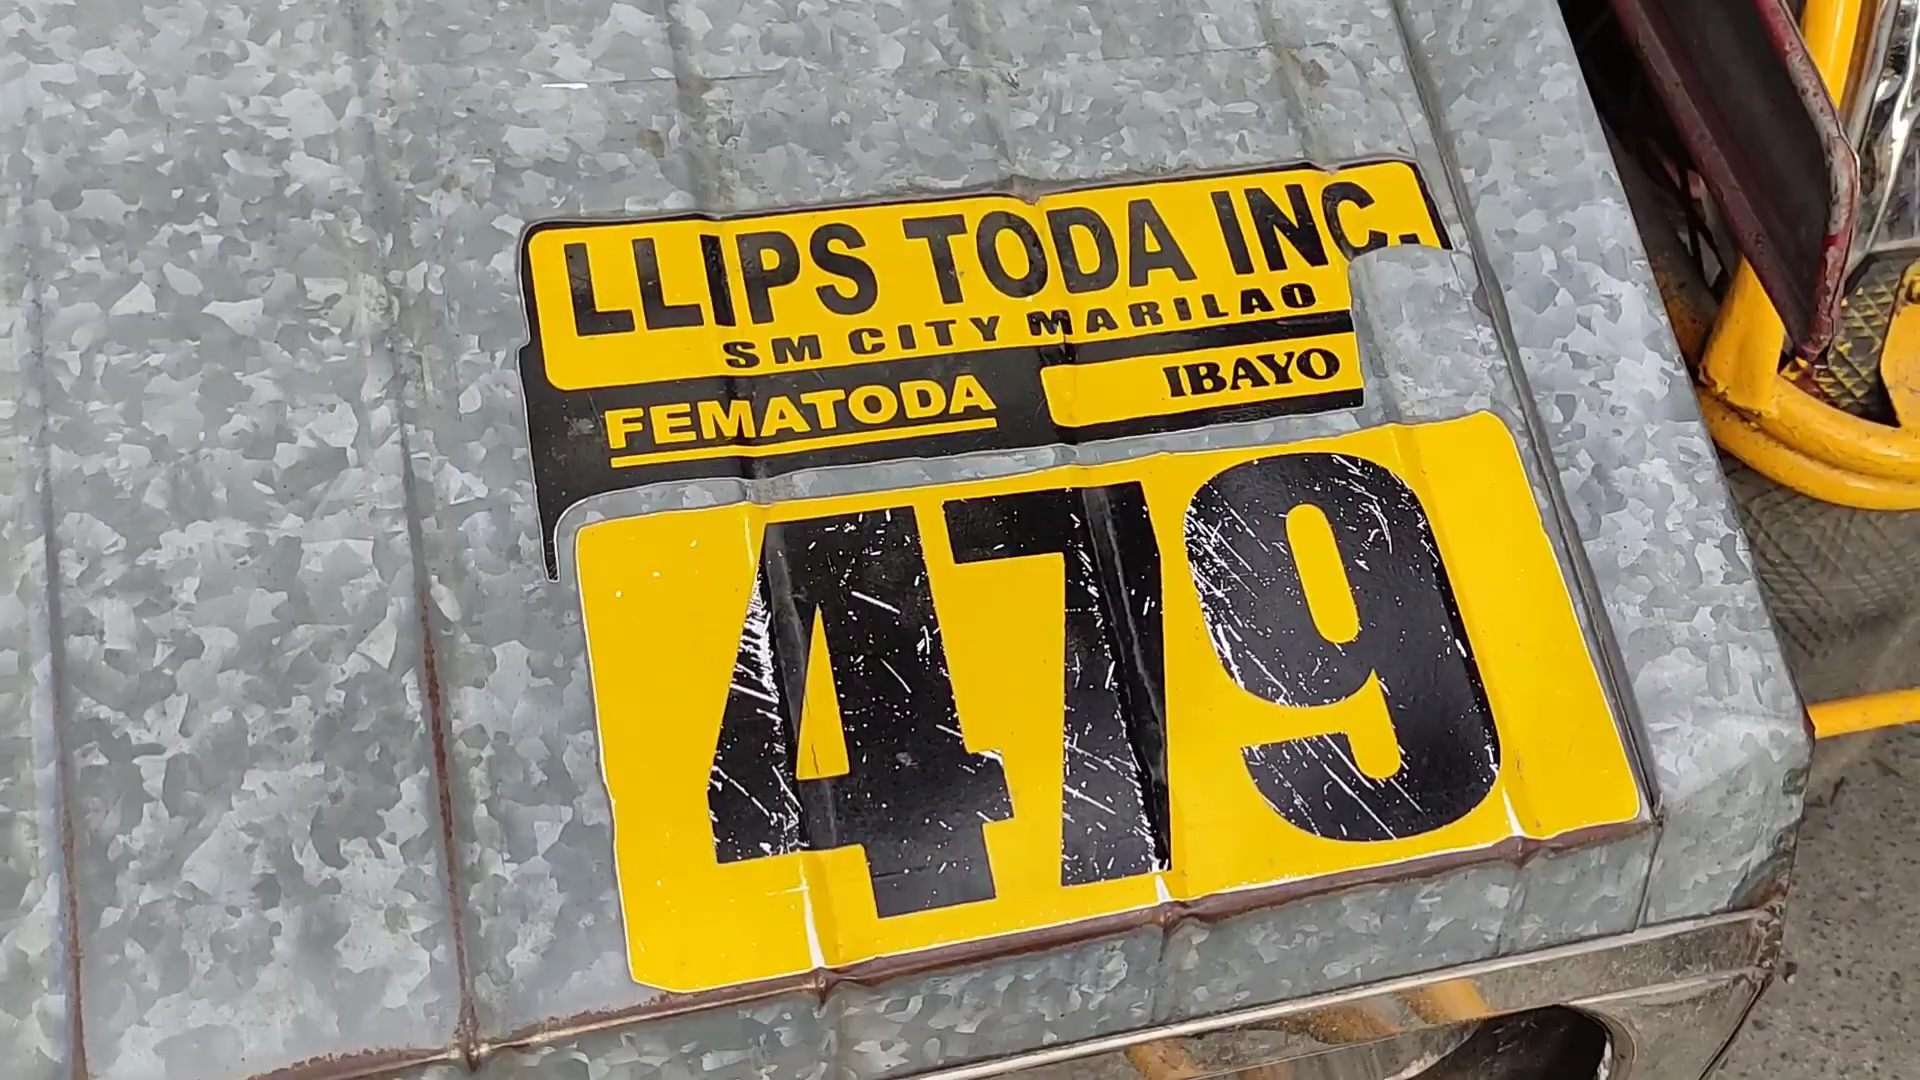 LLIPS TODA INC.
SM CITY MARILAO
FEMATODA
IBAYO
479